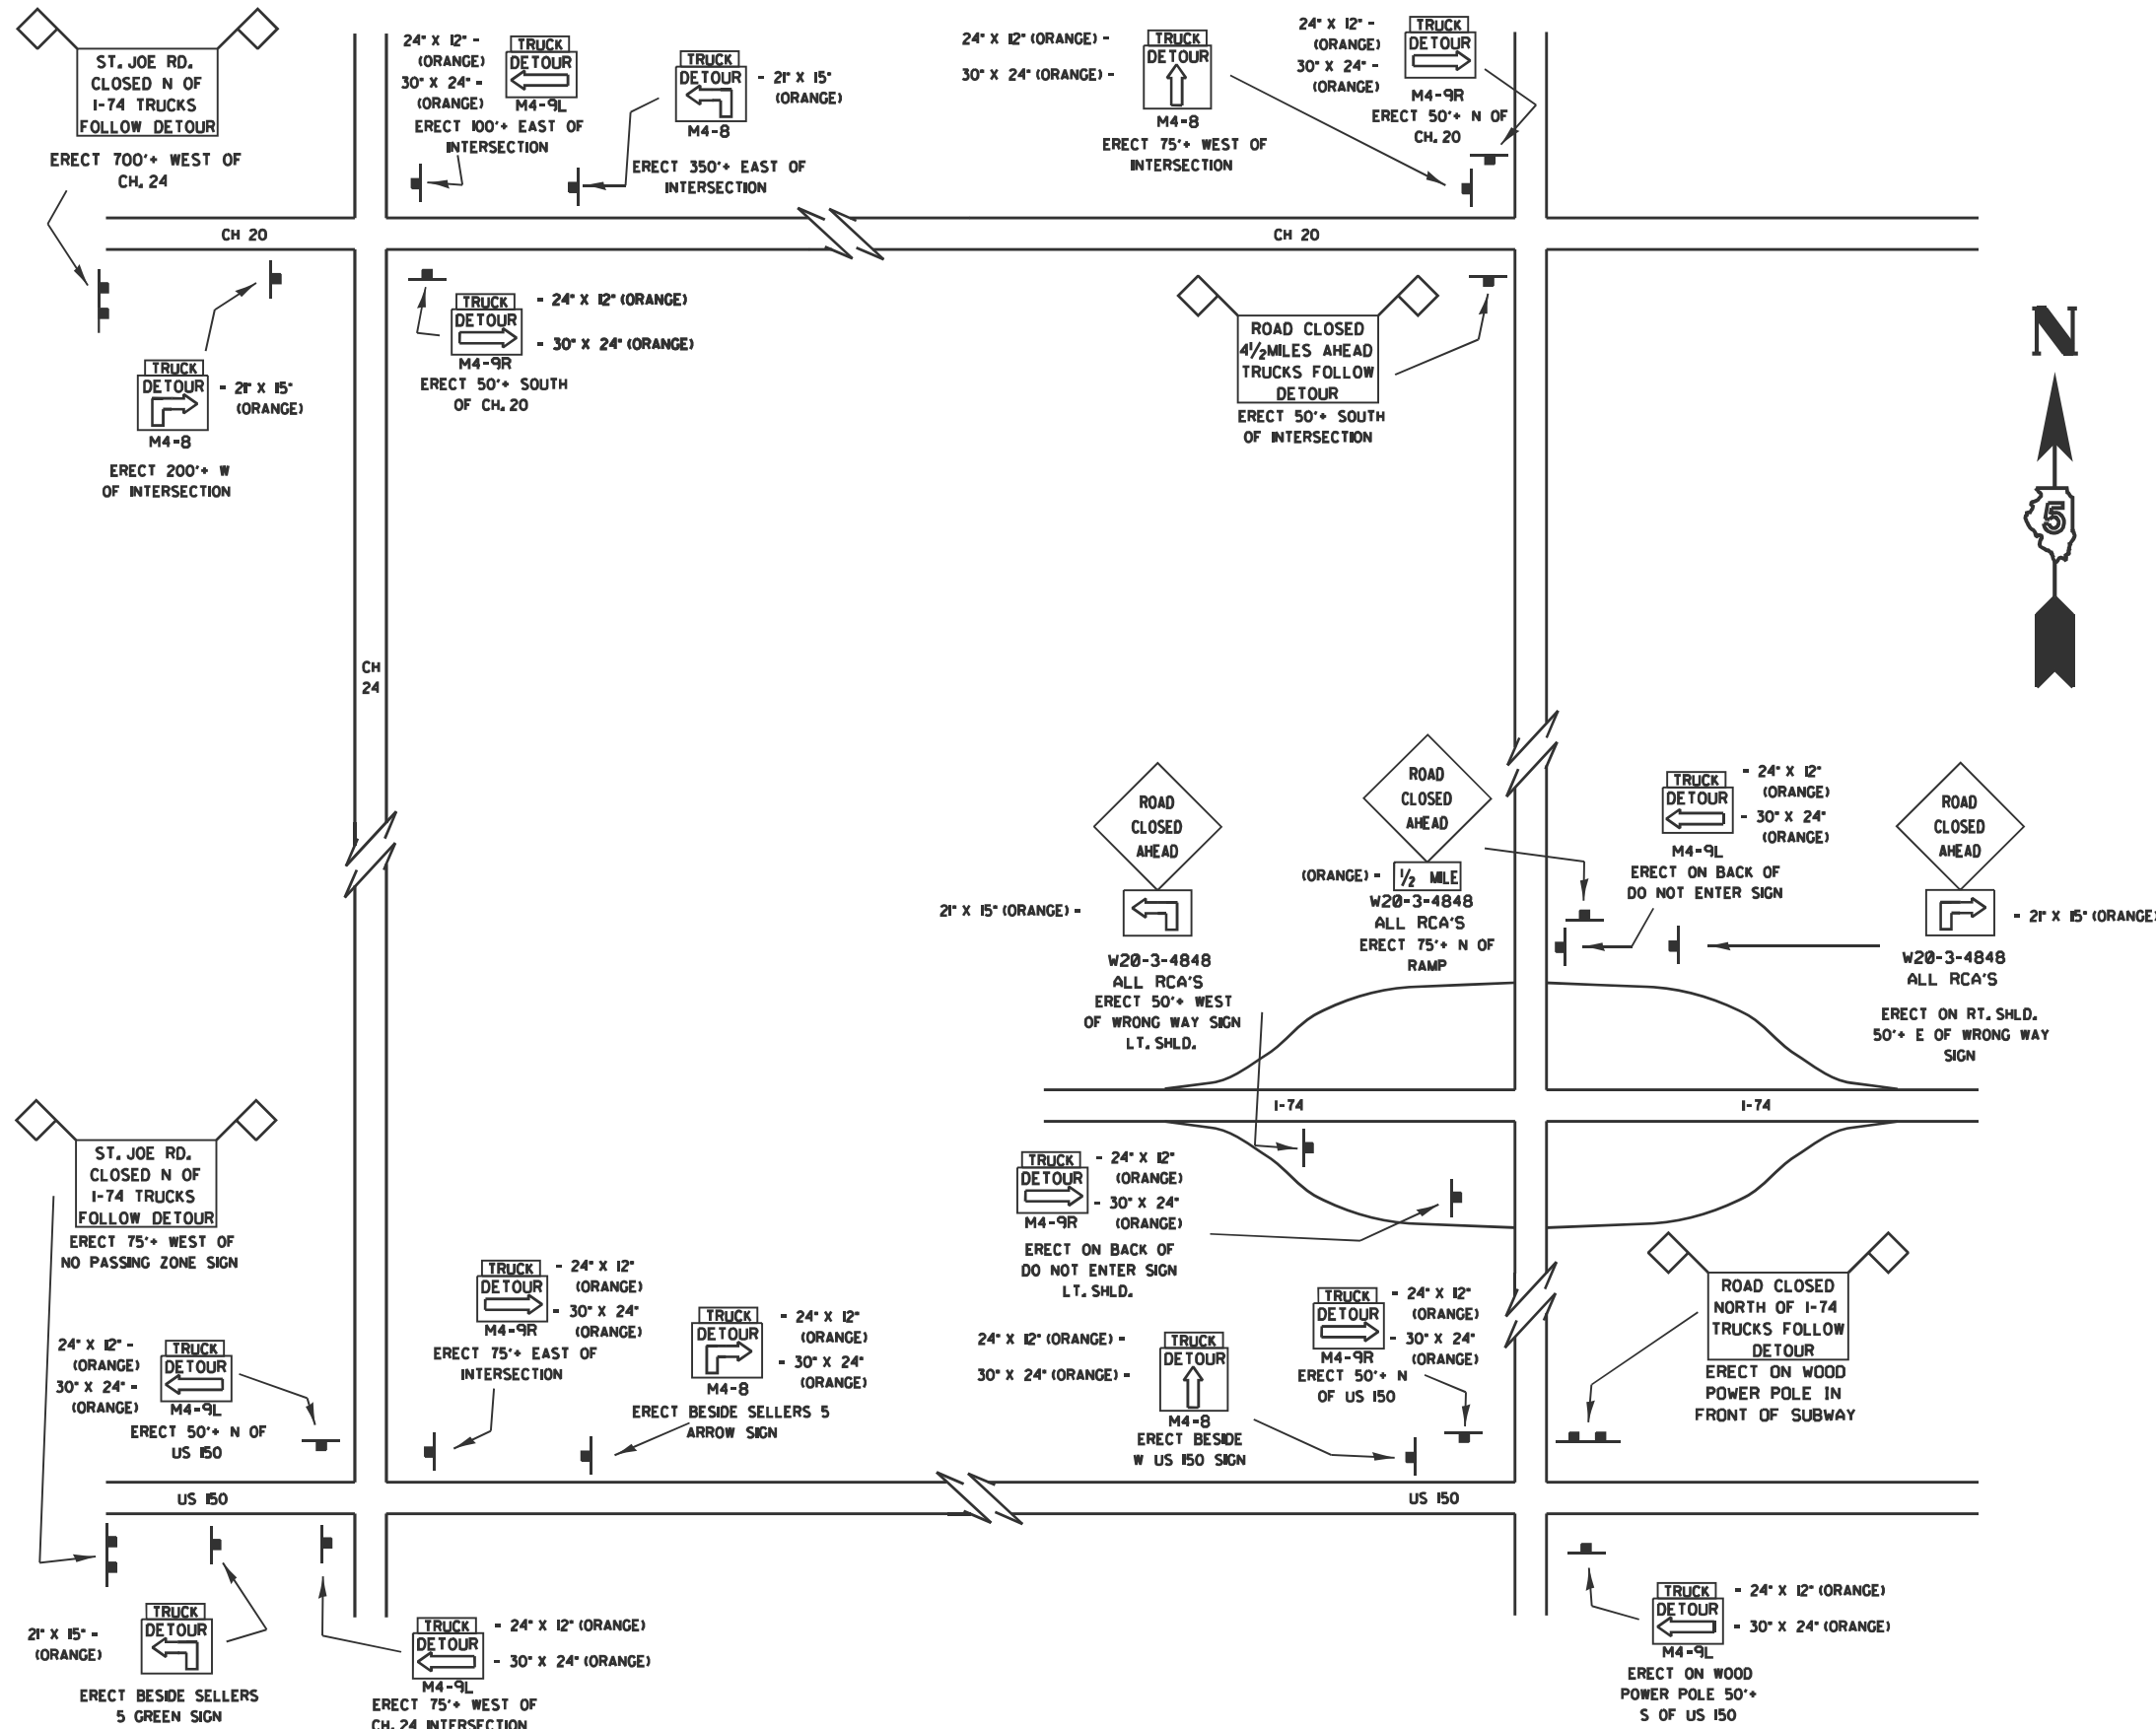 ST. JOE RD.
CLOSED N OF
I-74 TRUCKS
FOLLOW DETOUR
ERECT 700'+ WEST OF
CH. 24
24" X 12" -
(ORANGE)
30" X 24" -
(ORANGE)
TRUCK
DETOUR
M4-9L
ERECT 100'+ EAST OF
INTERSECTION
TRUCK
DETOUR
M4-8
- 21" X 15"
(ORANGE)
ERECT 350'+ EAST OF
INTERSECTION
24" X 12" (ORANGE) -
30" X 24" (ORANGE) -
TRUCK
DETOUR
M4-8
ERECT 75'+ WEST OF
INTERSECTION
24" X 12" -
(ORANGE)
30" X 24" -
(ORANGE)
TRUCK
DETOUR
M4-9R
ERECT 50'+ N OF
CH. 20
CH 20
CH 20
TRUCK
DETOUR
M4-8
- 21" X 15"
(ORANGE)
ERECT 200'+ W
OF INTERSECTION
TRUCK
DETOUR
M4-9R
- 24" X 12" (ORANGE)
- 30" X 24" (ORANGE)
ERECT 50'+ SOUTH
OF CH. 20
ROAD CLOSED
4 1/2 MILES AHEAD
TRUCKS FOLLOW
DETOUR
ERECT 50'+ SOUTH
OF INTERSECTION
N
5
CH
24
ROAD
CLOSED
AHEAD
21" X 15" (ORANGE) -
W20-3-4848
ALL RCA'S
ERECT 50'+ WEST
OF WRONG WAY SIGN
LT. SHLD.
ROAD
CLOSED
AHEAD
(ORANGE) -
1/2 MILE
W20-3-4848
ALL RCA'S
ERECT 75'+ N OF
RAMP
TRUCK
DETOUR
M4-9L
- 24" X 12"
(ORANGE)
- 30" X 24"
(ORANGE)
ERECT ON BACK OF
DO NOT ENTER SIGN
ROAD
CLOSED
AHEAD
- 21" X 15" (ORANGE)
W20-3-4848
ALL RCA'S
ERECT ON RT. SHLD.
50'+ E OF WRONG WAY
SIGN
I-74
I-74
ST. JOE RD.
CLOSED N OF
I-74 TRUCKS
FOLLOW DETOUR
ERECT 75'+ WEST OF
NO PASSING ZONE SIGN
TRUCK
DETOUR
M4-9R
- 24" X 12"
(ORANGE)
- 30" X 24"
(ORANGE)
ERECT ON BACK OF
DO NOT ENTER SIGN
LT. SHLD.
24" X 12" -
(ORANGE)
30" X 24" -
(ORANGE)
TRUCK
DETOUR
M4-9L
ERECT 50'+ N OF
US 150
TRUCK
DETOUR
M4-9R
- 24" X 12"
(ORANGE)
- 30" X 24"
(ORANGE)
ERECT 75'+ EAST OF
INTERSECTION
TRUCK
DETOUR
M4-8
- 24" X 12"
(ORANGE)
- 30" X 24"
(ORANGE)
ERECT BESIDE SELLERS 5
ARROW SIGN
24" X 12" (ORANGE) -
30" X 24" (ORANGE) -
TRUCK
DETOUR
M4-8
ERECT BESIDE
W US 150 SIGN
TRUCK
DETOUR
M4-9R
- 24" X 12"
(ORANGE)
- 30" X 24"
(ORANGE)
ERECT 50'+ N
OF US 150
ROAD CLOSED
NORTH OF I-74
TRUCKS FOLLOW
DETOUR
ERECT ON WOOD
POWER POLE IN
FRONT OF SUBWAY
US 150
US 150
21" X 15" -
(ORANGE)
TRUCK
DETOUR
ERECT BESIDE SELLERS
5 GREEN SIGN
TRUCK
DETOUR
M4-9L
- 24" X 12" (ORANGE)
- 30" X 24" (ORANGE)
ERECT 75'+ WEST OF
CH. 24 INTERSECTION
TRUCK
DETOUR
M4-9L
- 24" X 12" (ORANGE)
- 30" X 24" (ORANGE)
ERECT ON WOOD
POWER POLE 50'+
S OF US 150